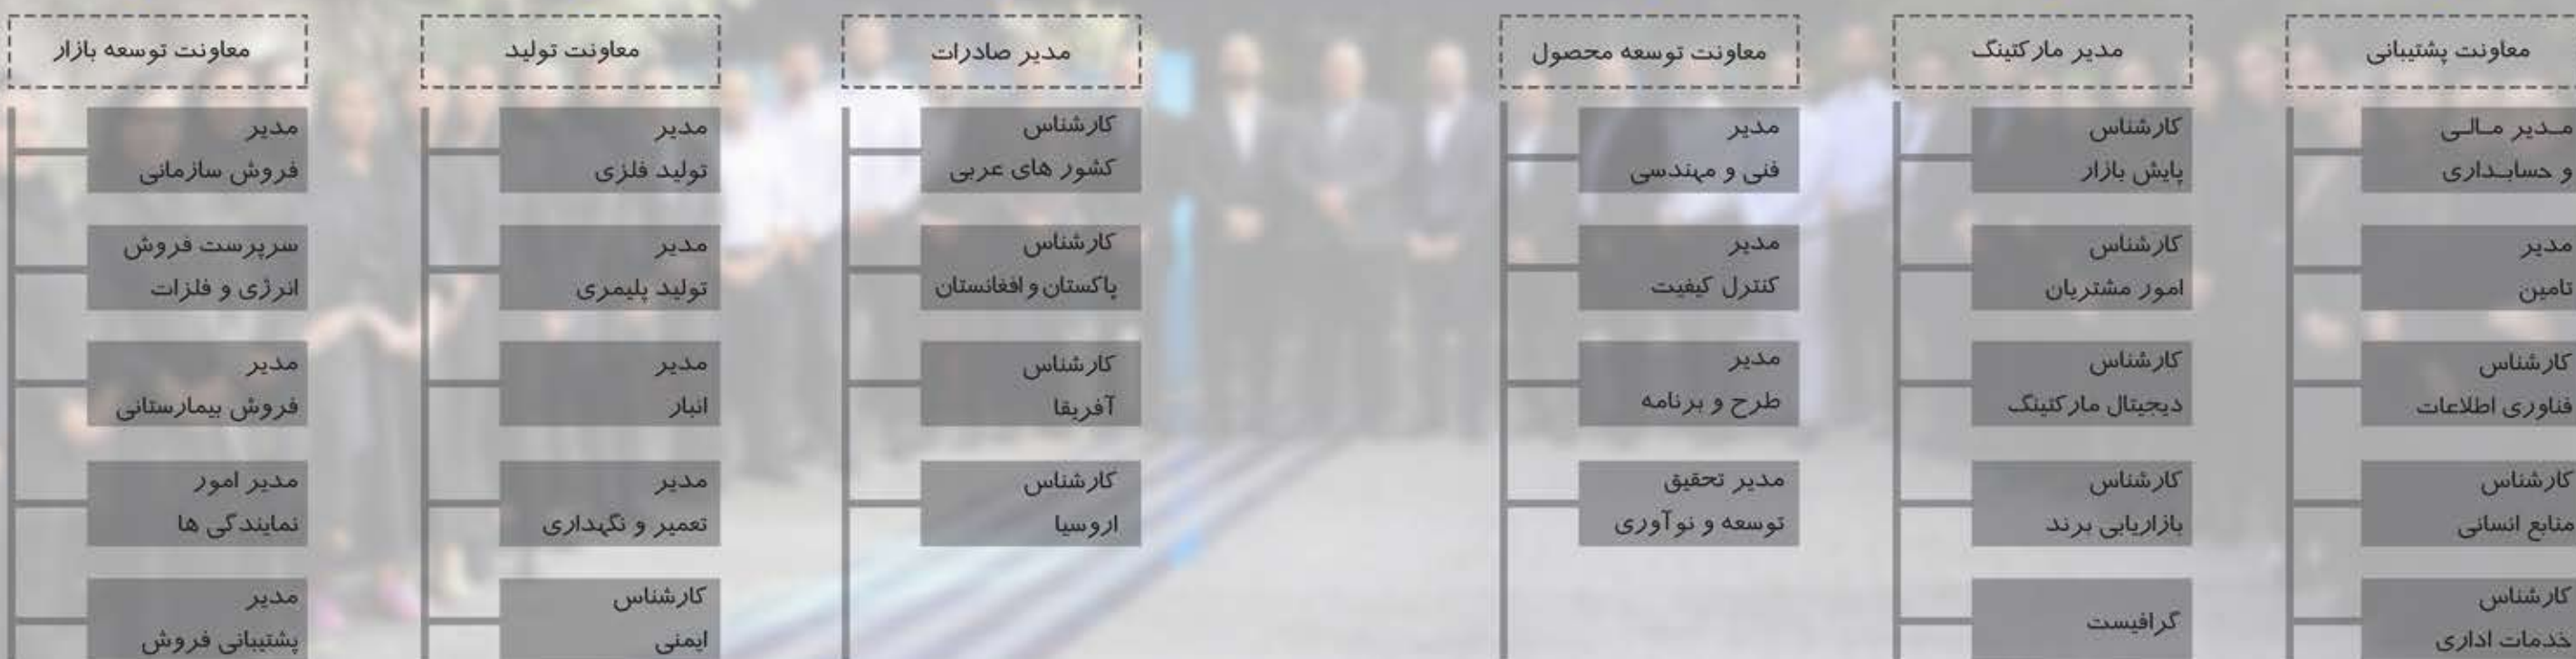 معاونت پشتیبانی
مـدیر مـالـی
و حسابـداری
مدیر
تامین
کارشناس
فناوری اطلاعات
کارشناس
منابع انسانی
کارشناس
خدمات اداری
مدیر مارکتینگ
کارشناس
پایش بازار
کارشناس
امور مشتریان
کارشناس
دیجیتال مارکتینگ
کارشناس
بازاریابی برند
گرافیست
معاونت توسعه محصول
مدیر
فنی و مهندسی
مدیر
کنترل کیفیت
مدیر
طرح و برنامه
مدیر تحقیق
توسعه و نوآوری
مدیر صادرات
کارشناس
کشور های عربی
کارشناس
پاکستان و افغانستان
کارشناس
آفریقا
کارشناس
اروسیا
معاونت تولید
مدیر
تولید فلزی
مدیر
تولید پلیمری
مدیر
انبار
مدیر
تعمیر و نگهداری
کارشناس
ایمنی
معاونت توسعه بازار
مدیر
فروش سازمانی
سرپرست فروش
انرژی و فلزات
مدیر
فروش بیمارستانی
مدیر امور
نمایندگی ها
مدیر
پشتیبانی فروش